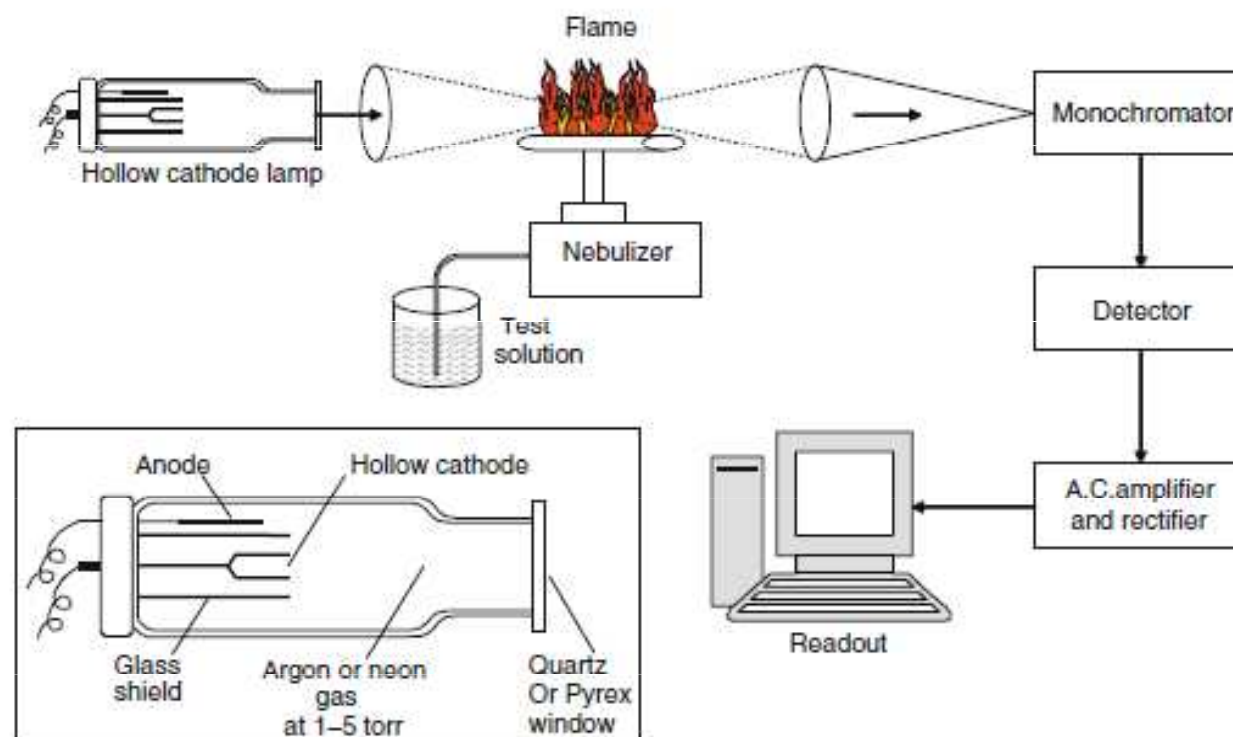 Flame
Hollow cathode lamp
Monochromator
Nebulizer
Test
solution
Detector
A.C.amplifier
and rectifier
Readout
Anode
Hollow cathode
Glass
shield
Argon or neon
gas
at 1–5 torr
Quartz
Or Pyrex
window